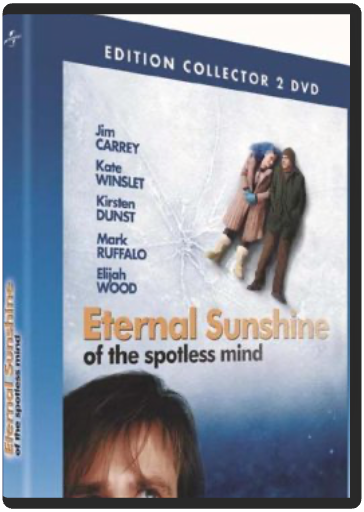 EDITION COLLECTOR 2 DVD
Jim
CARREY
Kate
WINSLET
Kirsten
DUNST
Mark
RUFFALO
Elijah
WOOD
Eternal Sunshine
of the spotless mind
Eternal Sunshine
of the spotless mind